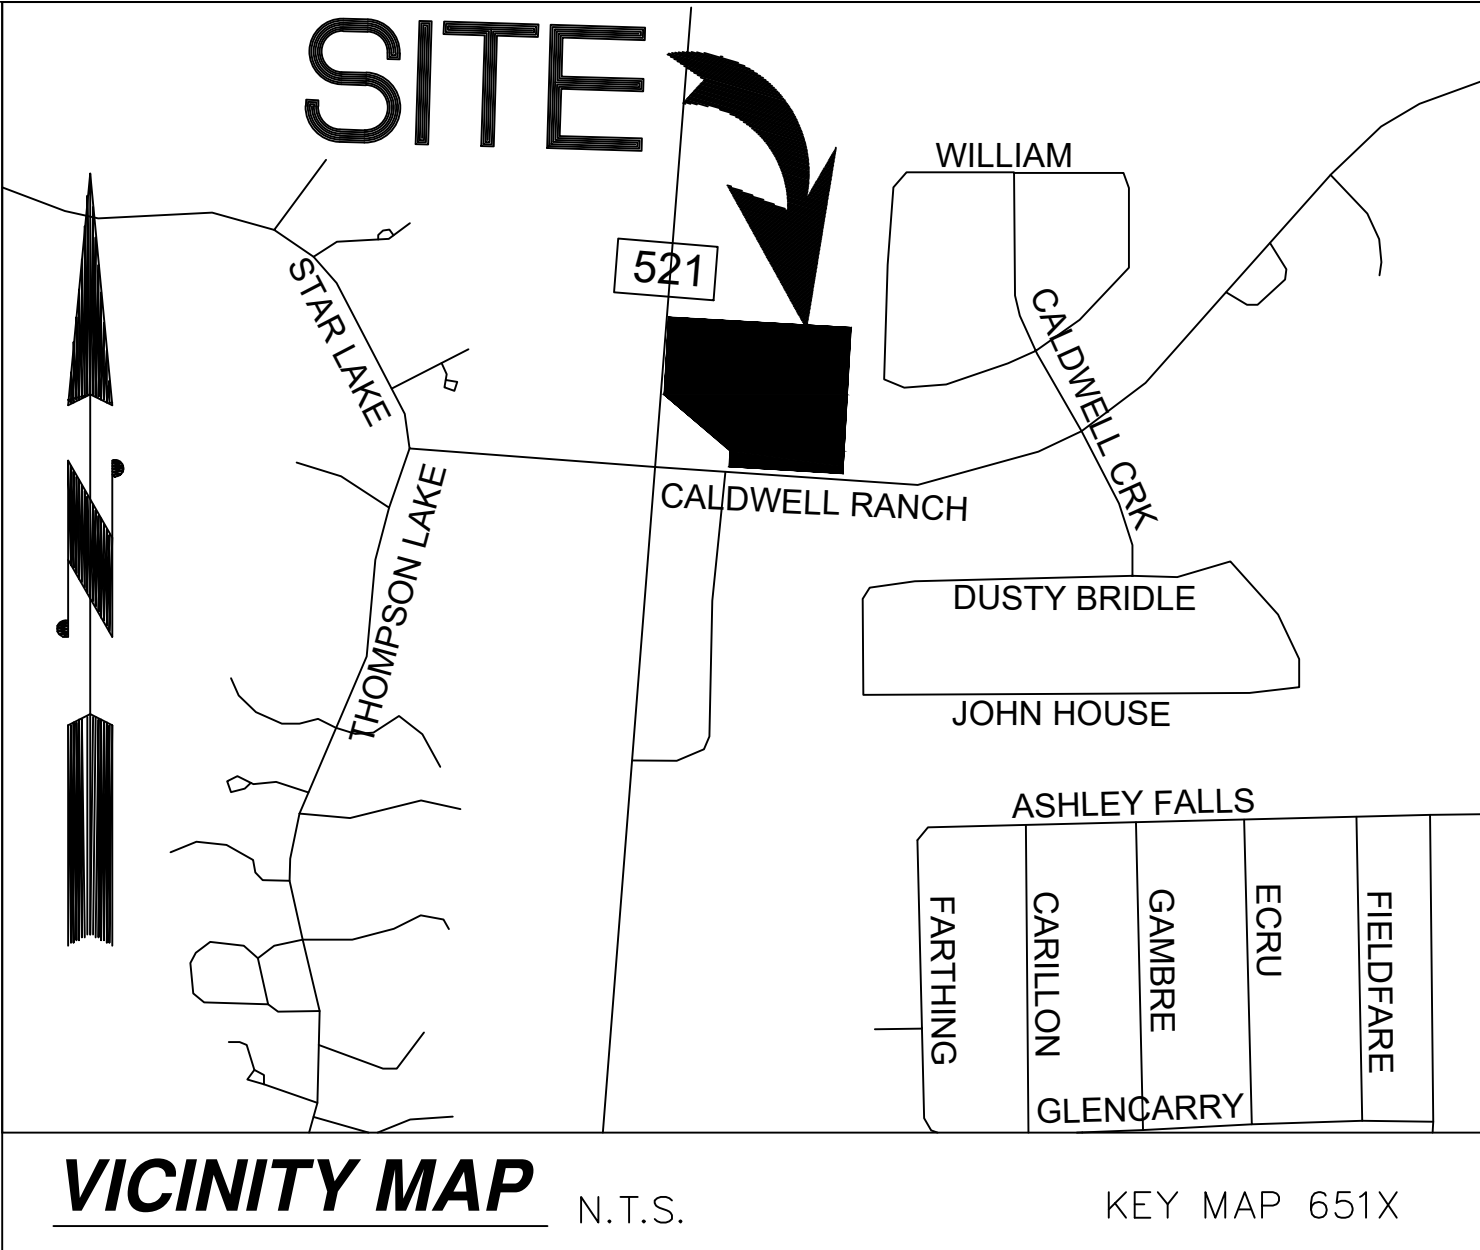 SITE
WILLIAM
521
STAR LAKE
CALDWELL CRK
CALDWELL RANCH
THOMPSON LAKE
DUSTY BRIDLE
JOHN HOUSE
ASHLEY FALLS
FARTHING
CARILLON
GAMBRE
ECRU
FIELDFARE
GLENCARRY
N
VICINITY MAP N.T.S.
KEY MAP 651X